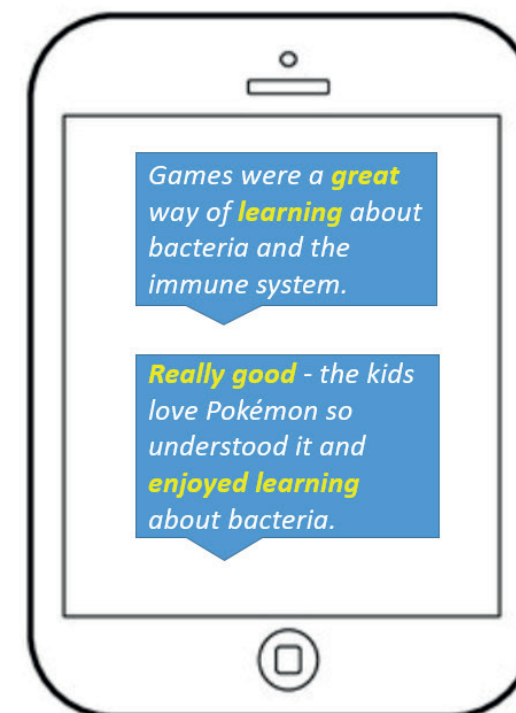 Games were a great
way of learning about
bacteria and the
immune system.
Really good - the kids
love Pokémon so
understood it and
enjoyed learning
about bacteria.